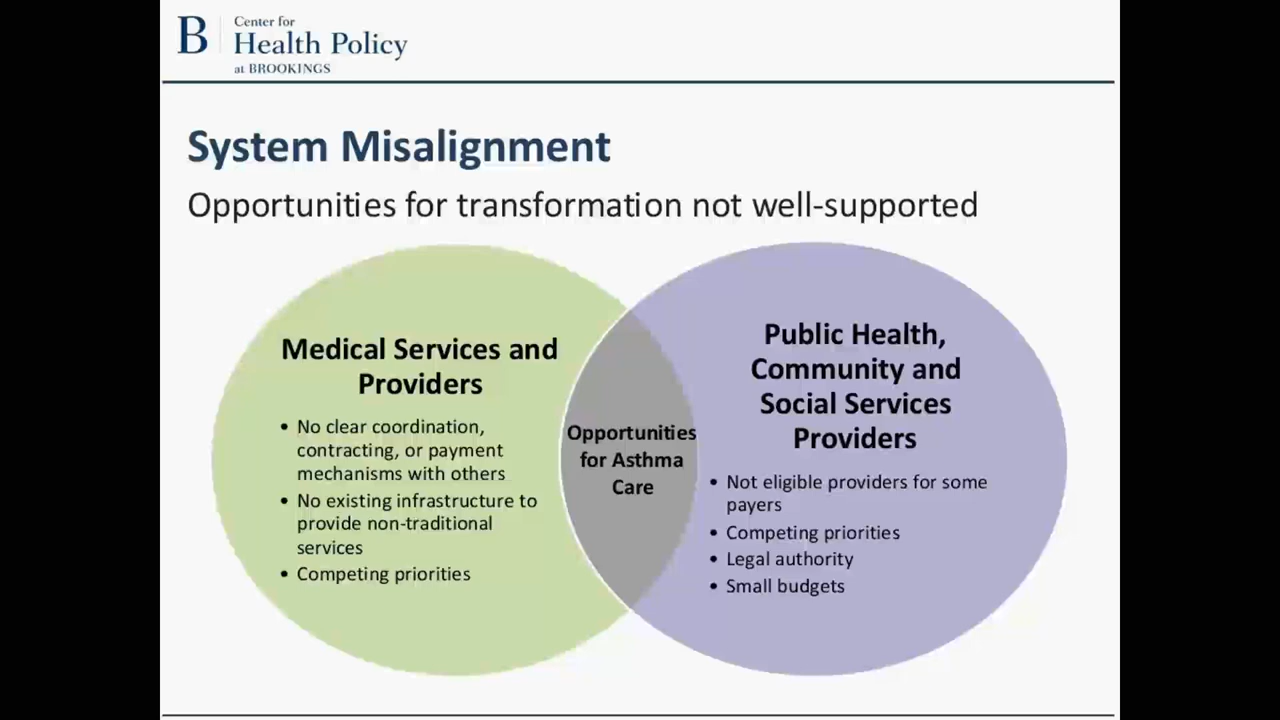 B
Center for
Health Policy
at BROOKINGS
System Misalignment
Opportunities for transformation not well-supported
Medical Services and
Providers
• No clear coordination,
contracting, or payment
mechanisms with others
• No existing infrastructure to
provide non-traditional
services
• Competing priorities
Opportunities
for Asthma
Care
Public Health,
Community and
Social Services
Providers
• Not eligible providers for some
payers
• Competing priorities
• Legal authority
• Small budgets